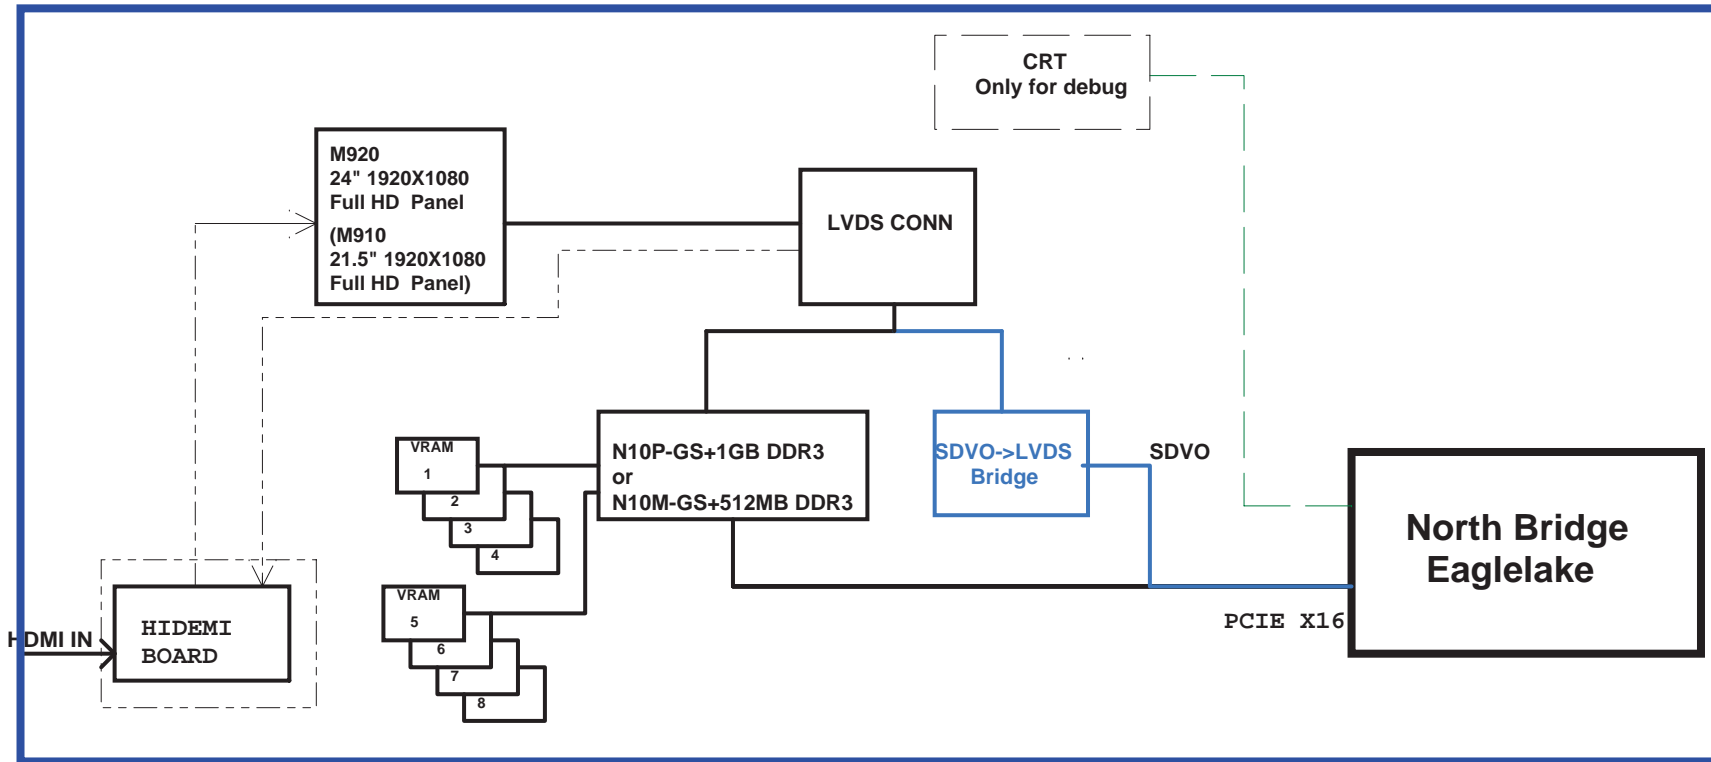 CRT
Only for debug
M920
24" 1920X1080
Full HD Panel
(M910
21.5" 1920X1080
Full HD Panel)
LVDS CONN
VRAM
1
2
3
4
N10P-GS+1GB DDR3
or
N10M-GS+512MB DDR3
SDVO->LVDS
Bridge
SDVO
North Bridge
Eaglelake
PCIE X16
VRAM
5
6
7
8
HDMI IN
HIDEMI
BOARD